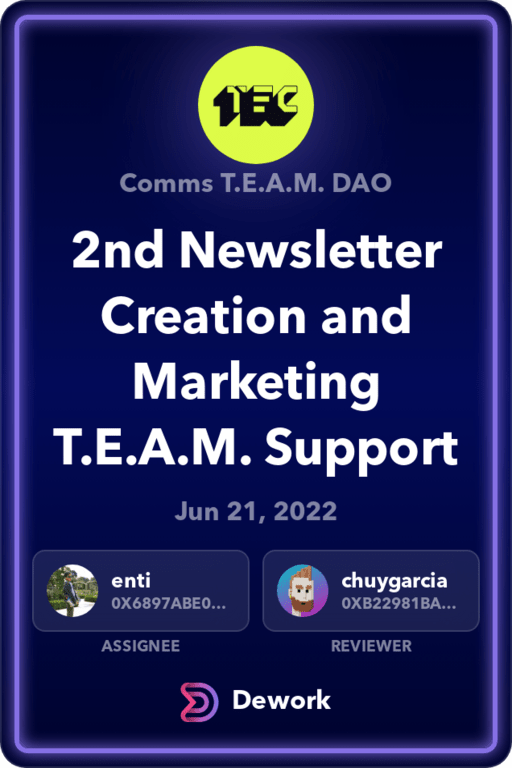 TEC
Comms T.E.A.M. DAO
2nd Newsletter
Creation and
Marketing
T.E.A.M. Support
Jun 21, 2022
enti
0X6897ABE0...
chuygarcia
0XB22981BA...
ASSIGNEE
REVIEWER
Dework